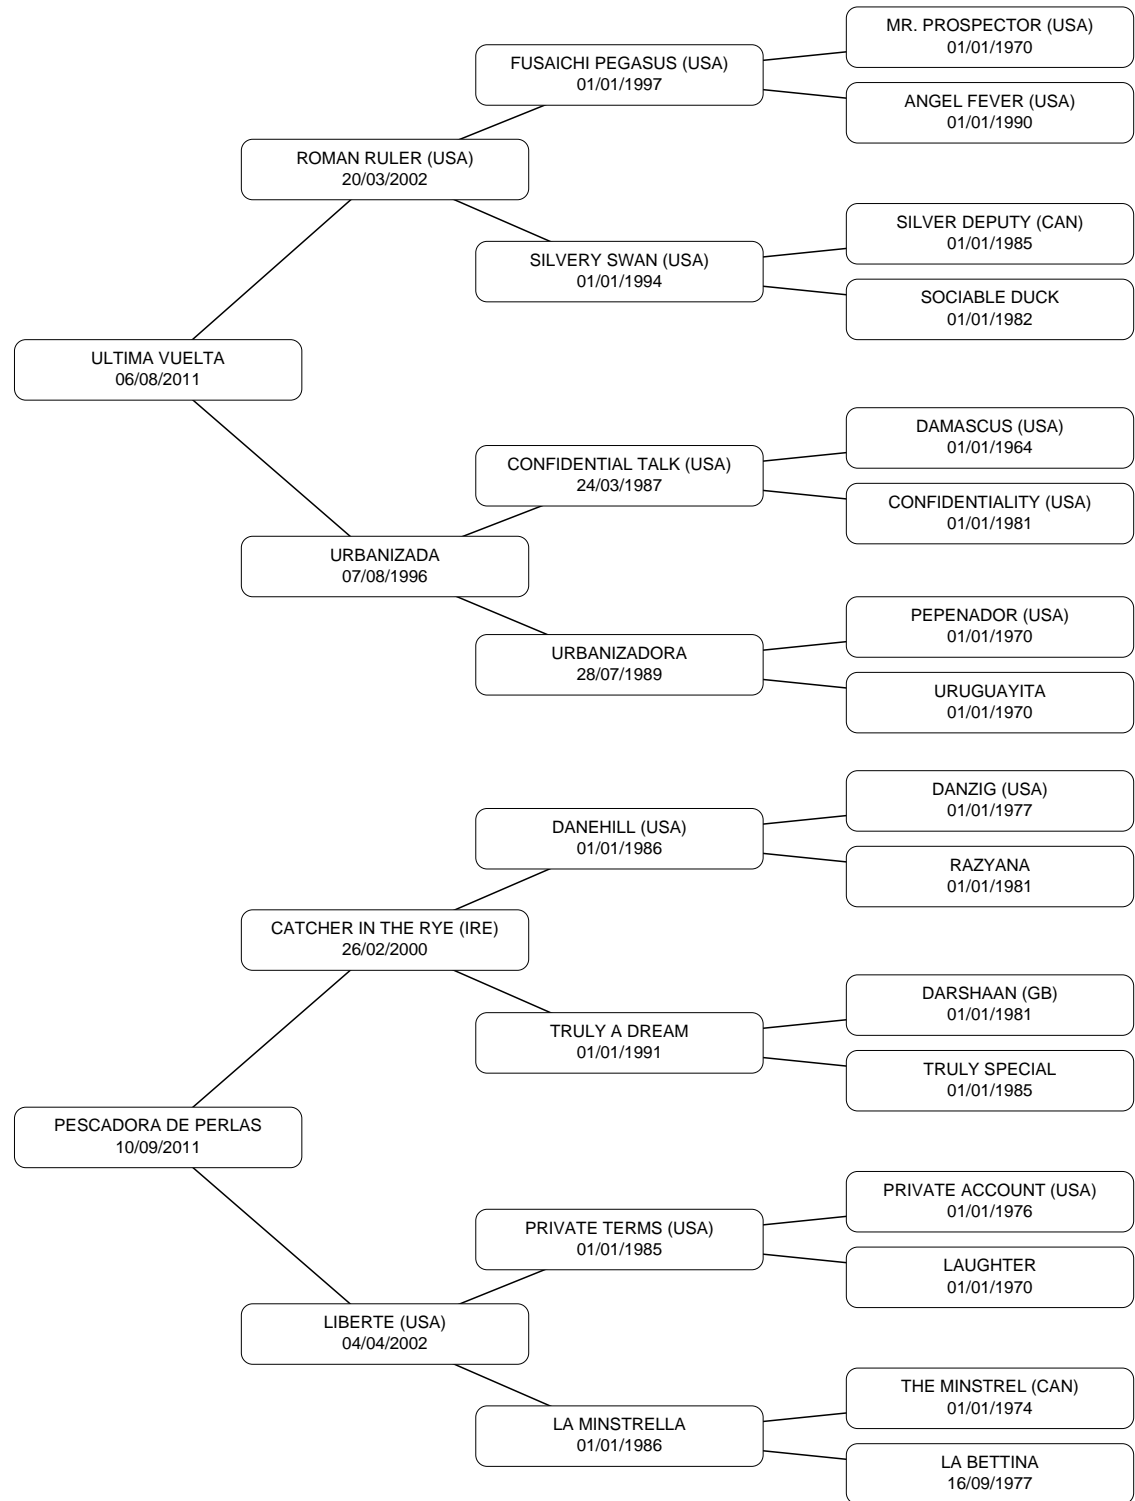 MR. PROSPECTOR (USA)
01/01/1970
FUSAICHI PEGASUS (USA)
01/01/1997
ANGEL FEVER (USA)
01/01/1990
ROMAN RULER (USA)
20/03/2002
SILVER DEPUTY (CAN)
01/01/1985
SILVERY SWAN (USA)
01/01/1994
SOCIABLE DUCK
01/01/1982
ULTIMA VUELTA
06/08/2011
DAMASCUS (USA)
01/01/1964
CONFIDENTIAL TALK (USA)
24/03/1987
CONFIDENTIALITY (USA)
01/01/1981
URBANIZADA
07/08/1996
PEPENADOR (USA)
01/01/1970
URBANIZADORA
28/07/1989
URUGUAYITA
01/01/1970
DANZIG (USA)
01/01/1977
DANEHILL (USA)
01/01/1986
RAZYANA
01/01/1981
CATCHER IN THE RYE (IRE)
26/02/2000
DARSHAAN (GB)
01/01/1981
TRULY A DREAM
01/01/1991
TRULY SPECIAL
01/01/1985
PESCADORA DE PERLAS
10/09/2011
PRIVATE ACCOUNT (USA)
01/01/1976
PRIVATE TERMS (USA)
01/01/1985
LAUGHTER
01/01/1970
LIBERTE (USA)
04/04/2002
THE MINSTREL (CAN)
01/01/1974
LA MINSTRELLA
01/01/1986
LA BETTINA
16/09/1977